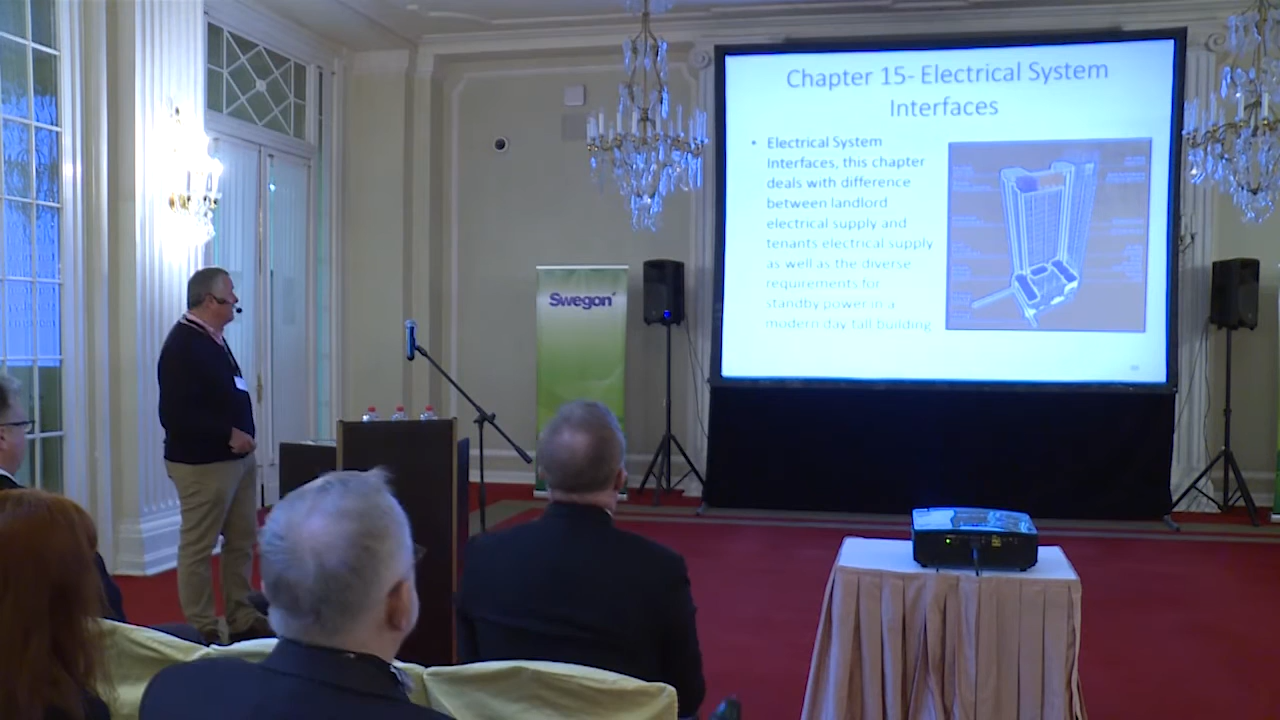 Chapter 15- Electrical System
Interfaces
• Electrical System
Interfaces, this chapter
deals with difference
between landlord
electrical supply and
tenants electrical supply
as well as the diverse
requirements for
standby power in a
modern day tall building
Swegon